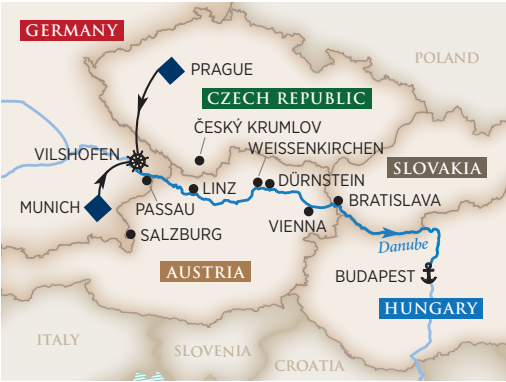 GERMANY
POLAND
PRAGUE
CZECH REPUBLIC
ČESKÝ KRUMLOV
WEISSENKIRCHEN
VILSHOFEN
SLOVAKIA
DÜRNSTEIN
LINZ
BRATISLAVA
MUNICH
PASSAU
VIENNA
SALZBURG
Danube
AUSTRIA
BUDAPEST
HUNGARY
ITALY
SLOVENIA
CROATIA